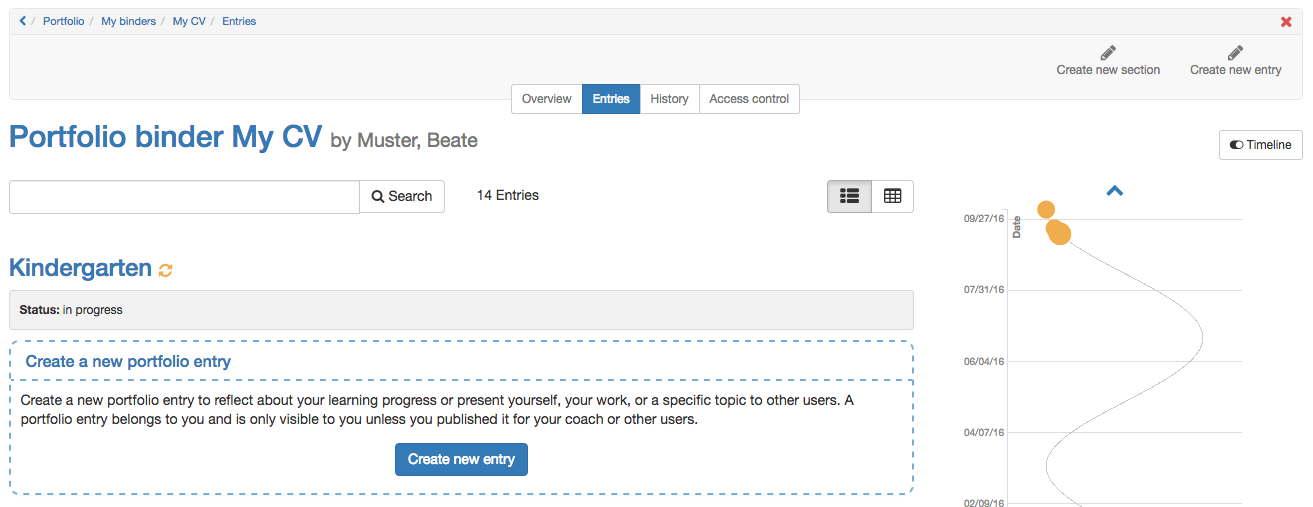 / Portfolio / My binders / My CV / Entries
Create new section
Create new entry
Overview
Entries
History
Access control
Portfolio binder My CV by Muster, Beate
Timeline
Search
14 Entries
Kindergarten
Status: in progress
Create a new portfolio entry
Create a new portfolio entry to reflect about your learning progress or present yourself, your work, or a specific topic to other users. A
portfolio entry belongs to you and is only visible to you unless you published it for your coach or other users.
Create new entry
09/27/16
Date
07/31/16
06/04/16
04/07/16
02/09/16